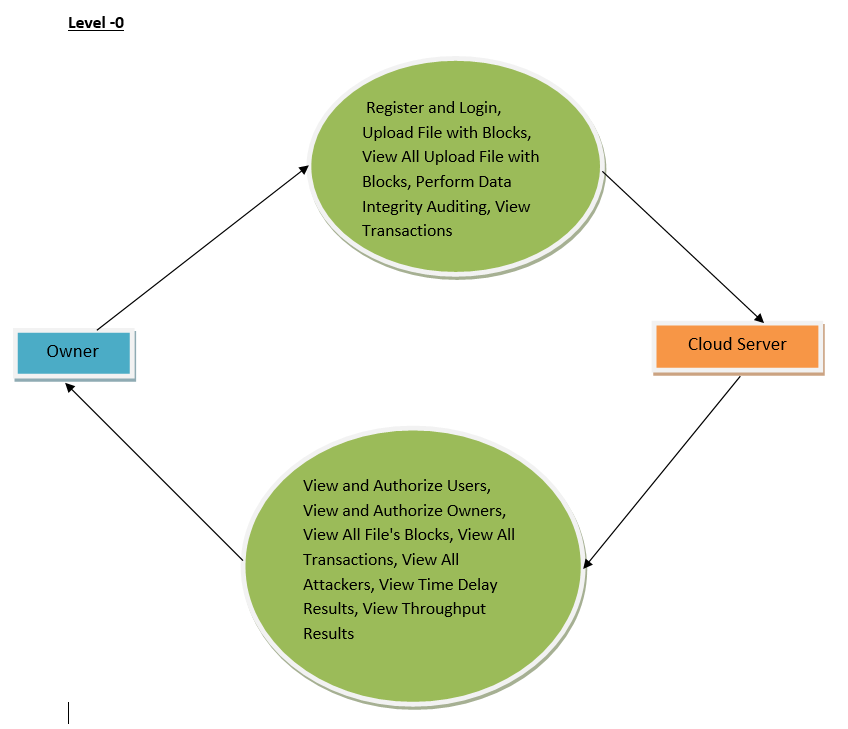 Level -0
Register and Login,
Upload File with Blocks,
View All Upload File with
Blocks, Perform Data
Integrity Auditing, View
Transactions
Owner
Cloud Server
View and Authorize Users,
View and Authorize Owners,
View All File's Blocks, View All
Transactions, View All
Attackers, View Time Delay
Results, View Throughput
Results